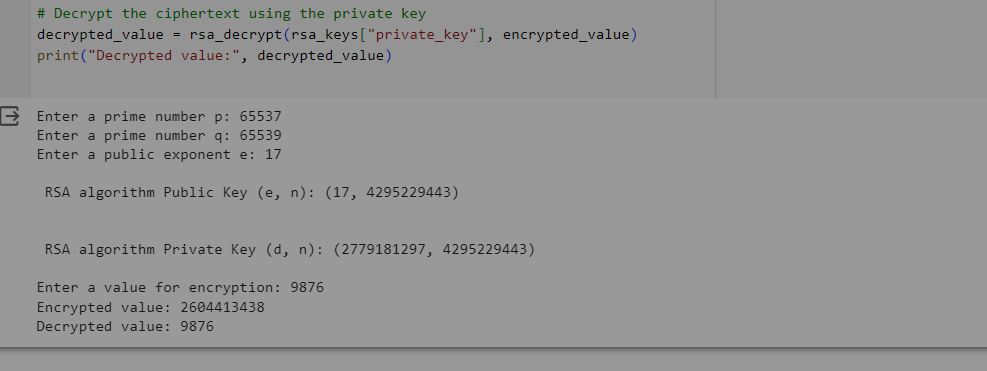 # Decrypt the ciphertext using the private key
decrypted_value = rsa_decrypt(rsa_keys["private_key"], encrypted_value)
print("Decrypted value:", decrypted_value)
Enter a prime number p: 65537
Enter a prime number q: 65539
Enter a public exponent e: 17
RSA algorithm Public Key (e, n): (17, 4295229443)
RSA algorithm Private Key (d, n): (2779181297, 4295229443)
Enter a value for encryption: 9876
Encrypted value: 2604413438
Decrypted value: 9876